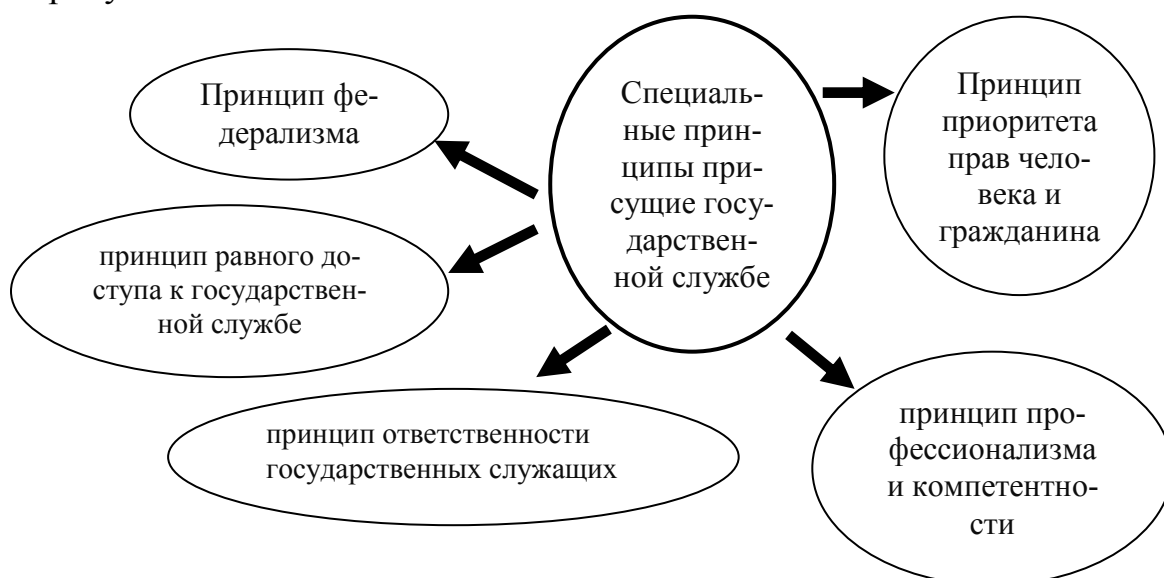 Принцип фе-
дерализма
Специаль-
ные прин-
ципы при-
сущие госу-
дарствен-
ной службе
Принцип
приоритета
прав чело-
века и
гражданина
принцип равного до-
ступа к государствен-
ной службе
принцип ответственности
государственных служащих
принцип про-
фессионализма
и компетентно-
сти